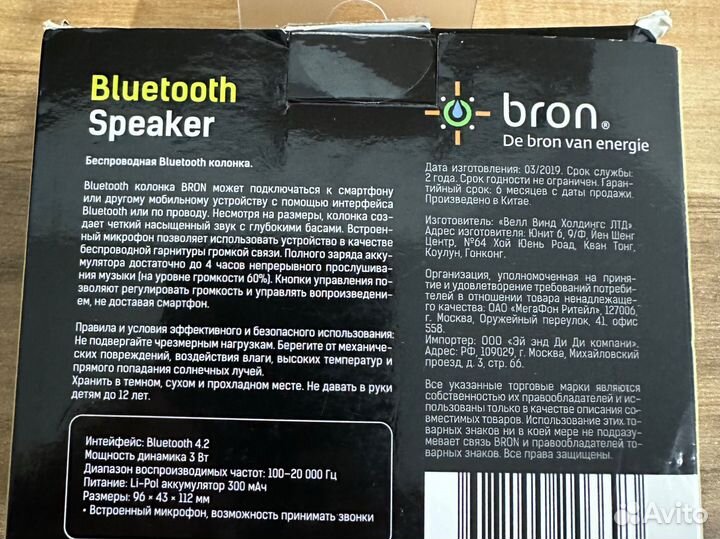 Bluetooth
Speaker
Беспроводная Bluetooth колонка.
Bluetooth колонка BRON может подключаться к смартфону
или другому мобильному устройству с помощью интерфейса
Bluetooth или по проводу. Несмотря на размеры, колонка соз-
дает четкий насыщенный звук с глубокими басами. Встроен-
ный микрофон позволяет использовать устройство в качестве
беспроводной гарнитуры громкой связи. Полного заряда акку-
мулятора достаточно до 4 часов непрерывного прослушива-
ния музыки (на уровне громкости 60%). Кнопки управления по-
зволяют регулировать громкость и управлять воспроизведени-
ем, не доставая смартфон.
Правила и условия эффективного и безопасного использования:
Не подвергайте чрезмерным нагрузкам. Берегите от механичес-
ких повреждений, воздействия влаги, высоких температур и
прямого попадания солнечных лучей.
Хранить в темном, сухом и прохладном месте. Не давать в руки
детям до 12 лет.
Интерфейс: Bluetooth 4.2
Мощность динамика 3 Вт
Диапазон воспроизводимых частот: 100–20 000 Гц
Питание: Li-Pol аккумулятор 300 мАч
Размеры: 96 × 43 × 112 мм
• Встроенный микрофон, возможность принимать звонки
bron®
De bron van energie
Дата изготовления: 03/2019. Срок службы:
2 года. Срок годности не ограничен. Гаран-
тийный срок: 6 месяцев с даты продажи.
Произведено в Китае.
Изготовитель: «Велл Винд Холдингс ЛТД».
Адрес изготовителя: Юнит 6, 9/Ф, Иен Шенг
Центр, №64 Хой Юень Роад, Кван Тонг,
Коулун, Гонконг.
Организация, уполномоченная на приня-
тие и удовлетворение требований потреби-
телей в отношении товара ненадлежаще-
го качества: ОАО «МегаФон Ритейл», 127006,
г. Москва, Оружейный переулок, 41, офис
558.
Импортер: ООО «Эй энд Ди Ди компани».
Адрес: РФ, 109029, г. Москва, Михайловский
проезд, д. 3, стр. 66.
Все указанные торговые марки являются
собственностью их правообладателей и ис-
пользованы только в качестве описания со-
вместимых товаров. Использование этих то-
варных знаков ни в коей мере не подразу-
мевает связь BRON и правообладателей то-
варных знаков. Все права защищены.
Avito